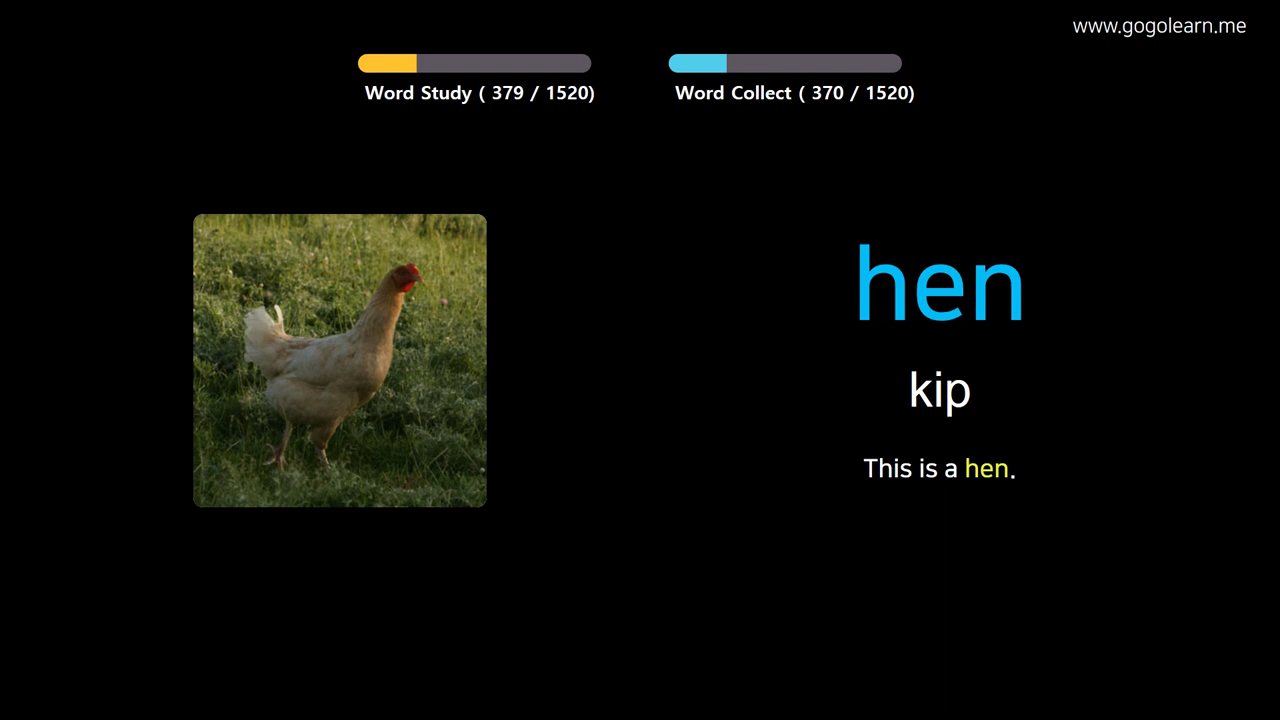 www.gogolearn.me
Word Study ( 379 / 1520)
Word Collect ( 370 / 1520)
hen
kip
This is a hen.